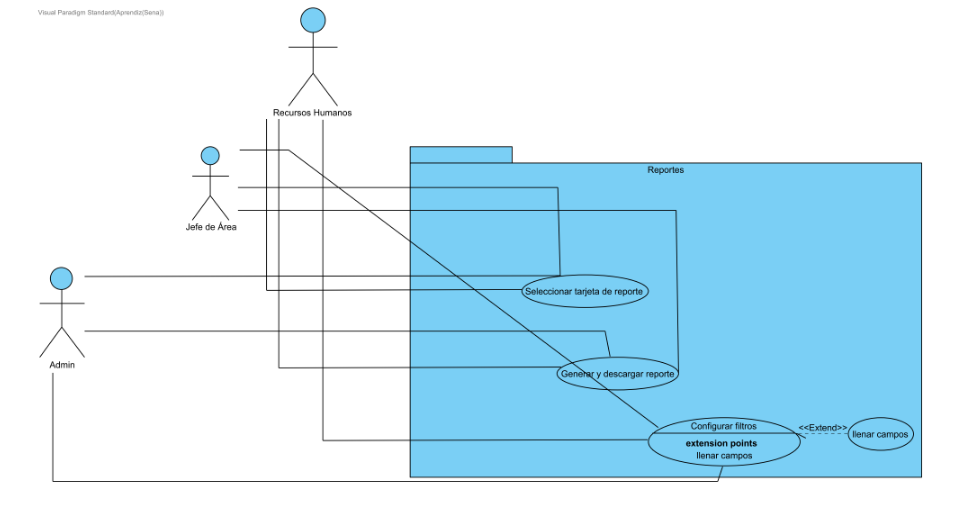 Visual Paradigm Standard(Aprendiz(Sena))
Recursos Humanos
Reportes
Jefe de Área
Seleccionar tarjeta de reporte
Admin
Generar y descargar reporte
Configurar filtros
<<Extend>>
llenar campos
extension points
llenar campos